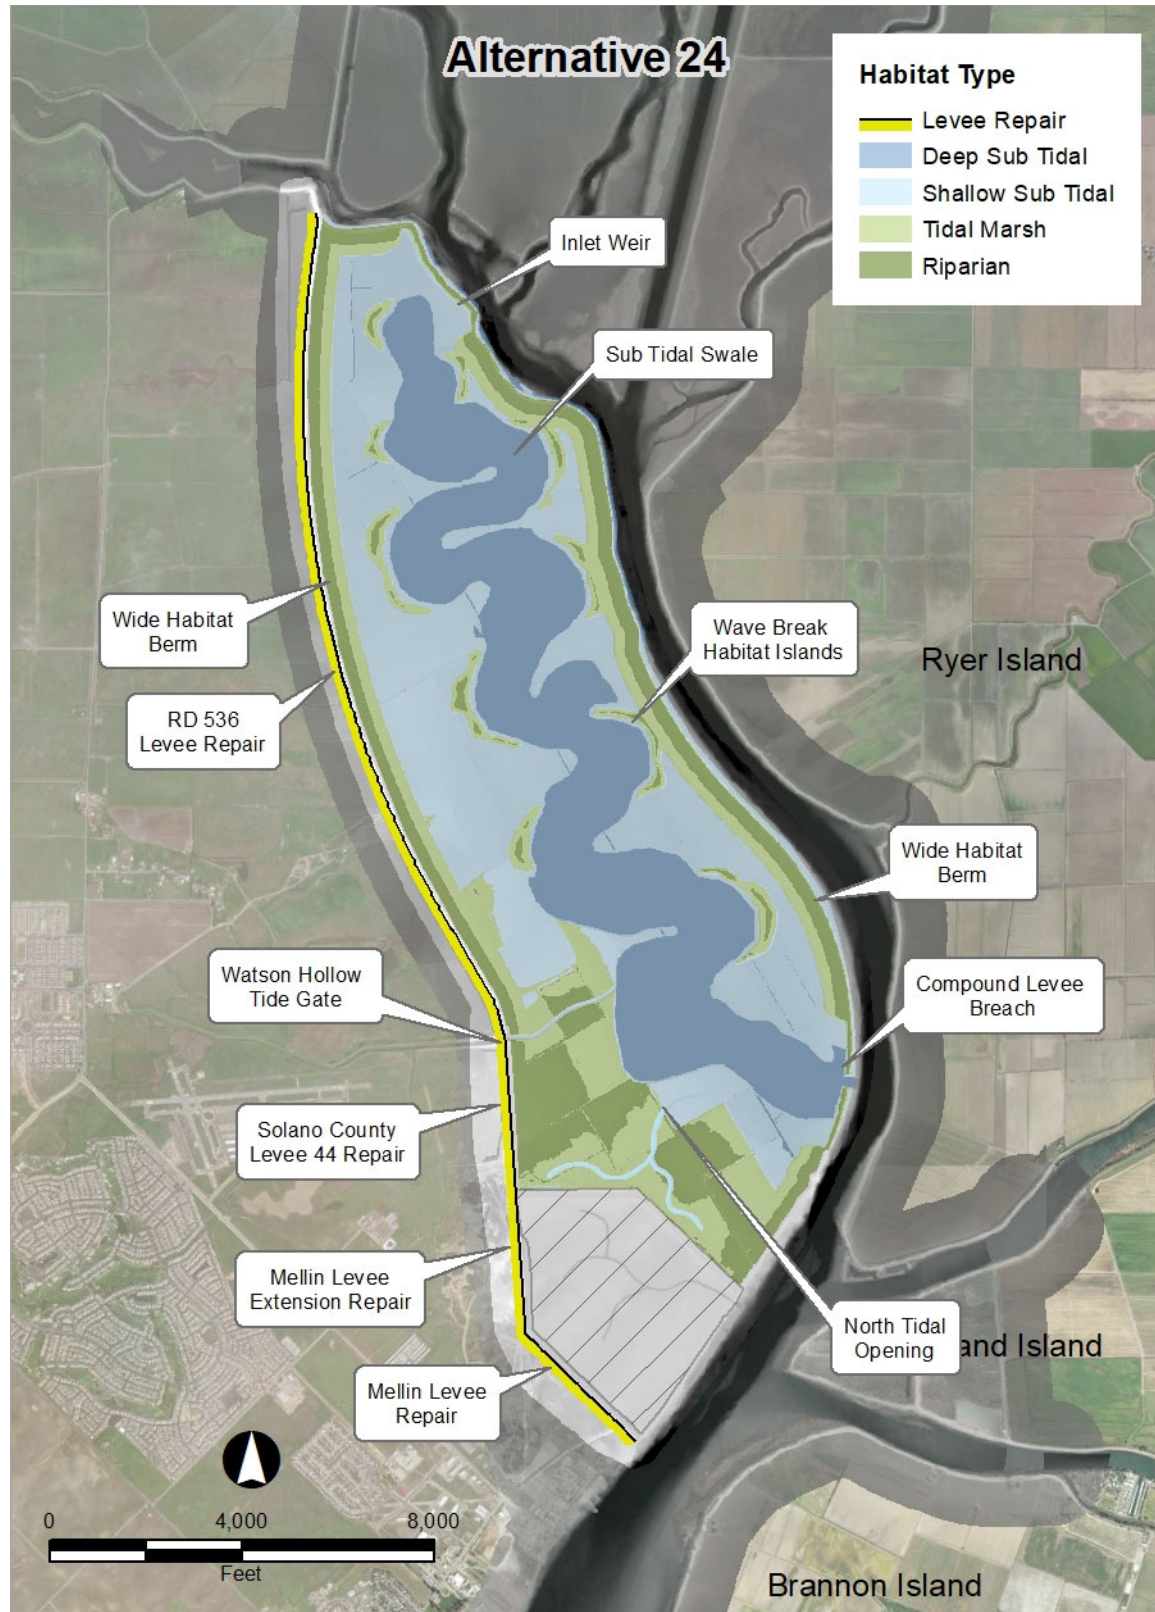 Alternative 24
Habitat Type
Levee Repair
Deep Sub Tidal
Shallow Sub Tidal
Tidal Marsh
Riparian
Inlet Weir
Sub Tidal Swale
Wide Habitat
Berm
Wave Break
Habitat Islands
Ryer Island
RD 536
Levee Repair
Wide Habitat
Berm
Watson Hollow
Tide Gate
Compound Levee
Breach
Solano County
Levee 44 Repair
Mellin Levee
Extension Repair
North Tidal
Opening
and Island
Mellin Levee
Repair
0 4,000 8,000
Feet
Brannon Island